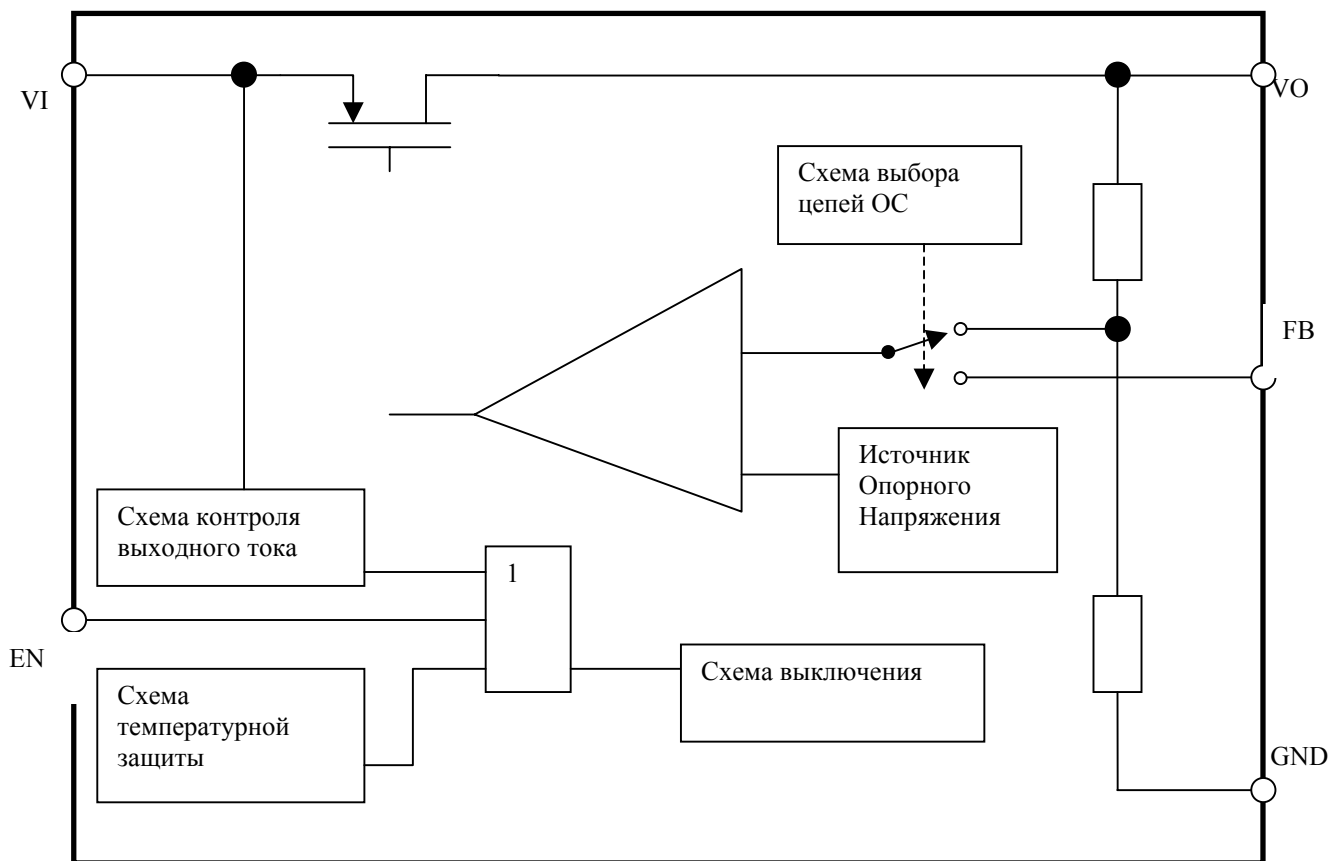 VI
VO
Схема выбора
цепей ОС
FB
Источник
Опорного
Напряжения
Схема контроля
выходного тока
1
EN
Схема
температурной
защиты
Схема выключения
GND